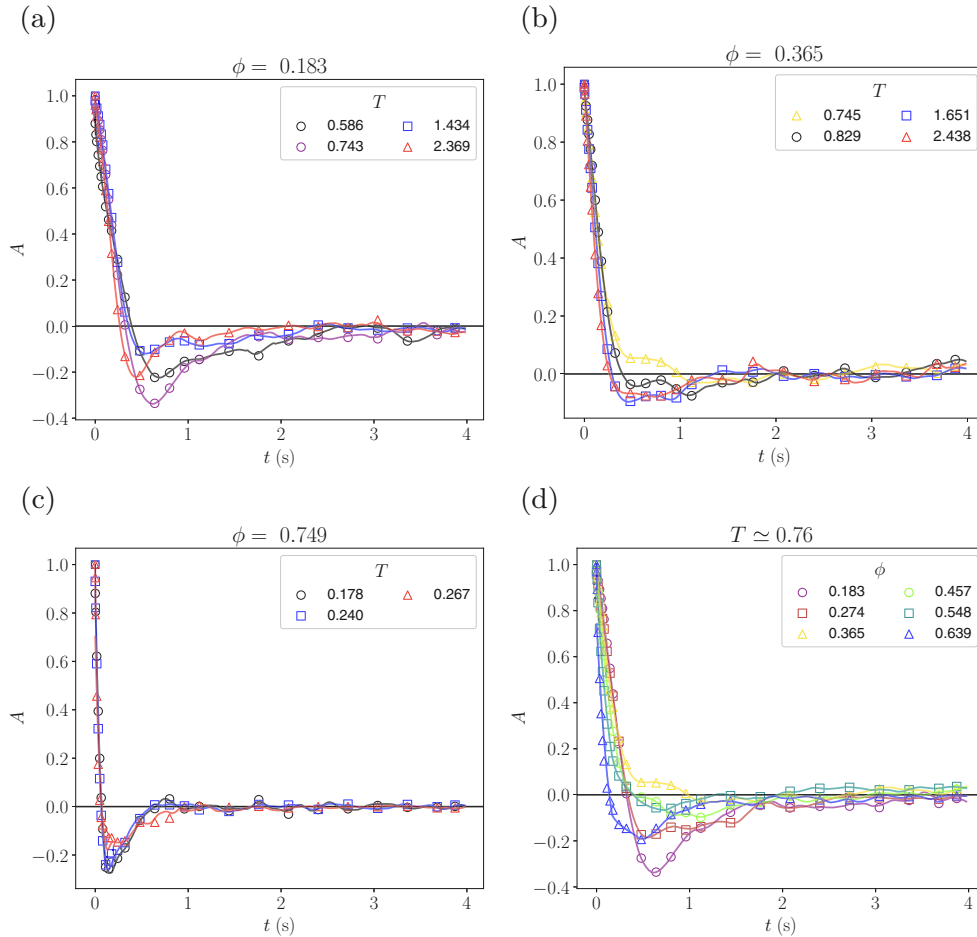 (a)
ϕ = 0.183
T
0.586 1.434
0.743 2.369
1.0
0.8
0.6
0.4
0.2
0.0
−0.2
−0.4
A
0 1 2 3 4
t (s)
(b)
ϕ = 0.365
T
0.745 1.651
0.829 2.438
1.0
0.8
0.6
0.4
0.2
0.0
A
0 1 2 3 4
t (s)
(c)
ϕ = 0.749
T
0.178 0.267
0.240
1.0
0.8
0.6
0.4
0.2
0.0
−0.2
A
0 1 2 3 4
t (s)
(d)
T ≃ 0.76
ϕ
0.183 0.457
0.274 0.548
0.365 0.639
1.0
0.8
0.6
0.4
0.2
0.0
−0.2
−0.4
A
0 1 2 3 4
t (s)